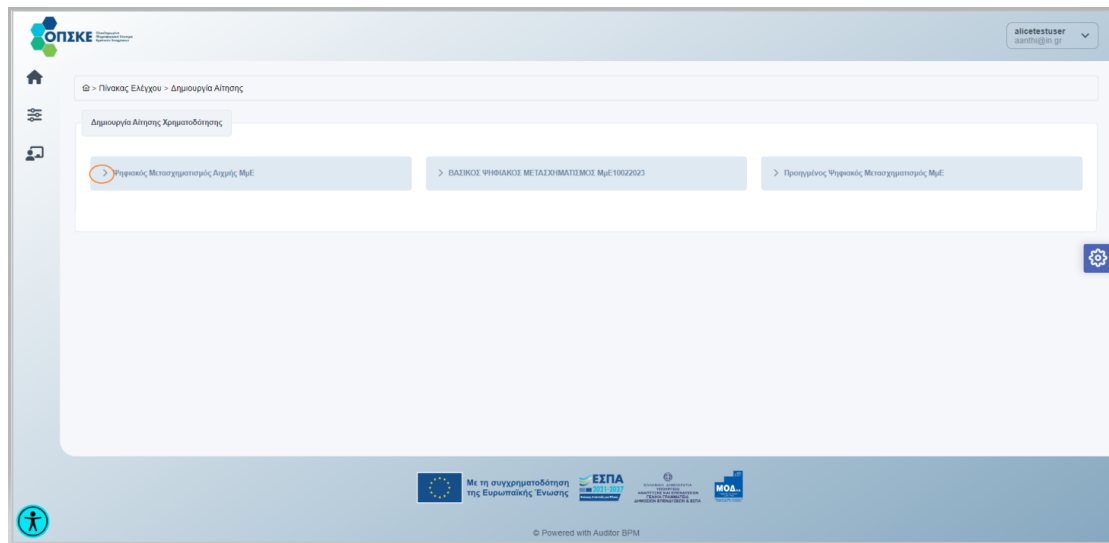 ΟΠΣΚΕ
alicetestuser
aanthi@in.gr
> Πίνακας Ελέγχου > Δημιουργία Αίτησης
Δημιουργία Αίτησης Χρηματοδότησης
Ψηφιακός Μετασχηματισμός Αιχμής ΜμΕ
ΒΑΣΙΚΟΣ ΨΗΦΙΑΚΟΣ ΜΕΤΑΣΧΗΜΑΤΙΣΜΟΣ ΜμΕ10022023
Προηγμένος Ψηφιακός Μετασχηματισμός ΜμΕ
Με τη συγχρηματοδότηση
της Ευρωπαϊκής Ένωσης
ΕΣΠΑ
2021-2027
ΜΟΔ
© Powered with Auditor BPM